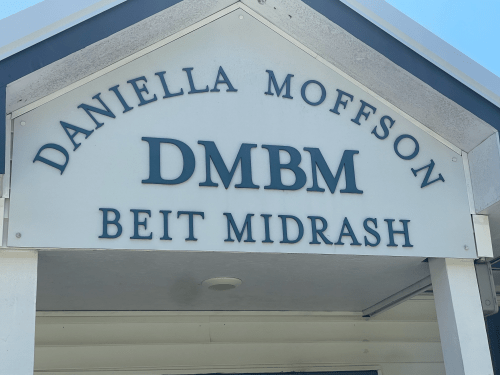 DANIELLA MOFFSON
DMBM
BEIT MIDRASH